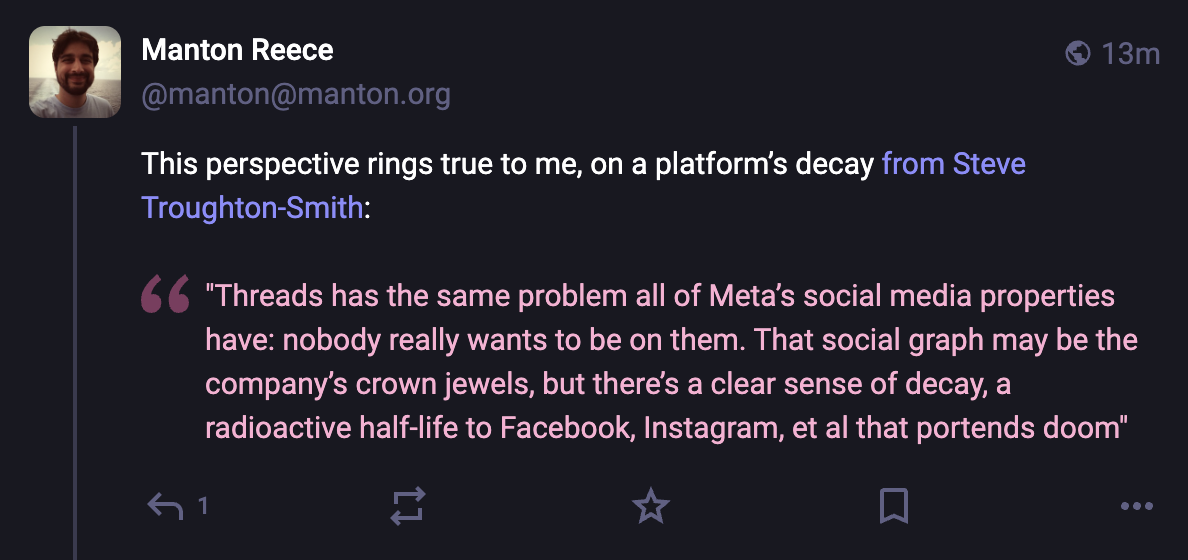 Manton Reece
13m
@manton@manton.org
This perspective rings true to me, on a platform’s decay from Steve
Troughton-Smith:
"Threads has the same problem all of Meta’s social media properties
have: nobody really wants to be on them. That social graph may be the
company’s crown jewels, but there’s a clear sense of decay, a
radioactive half-life to Facebook, Instagram, et al that portends doom"
1